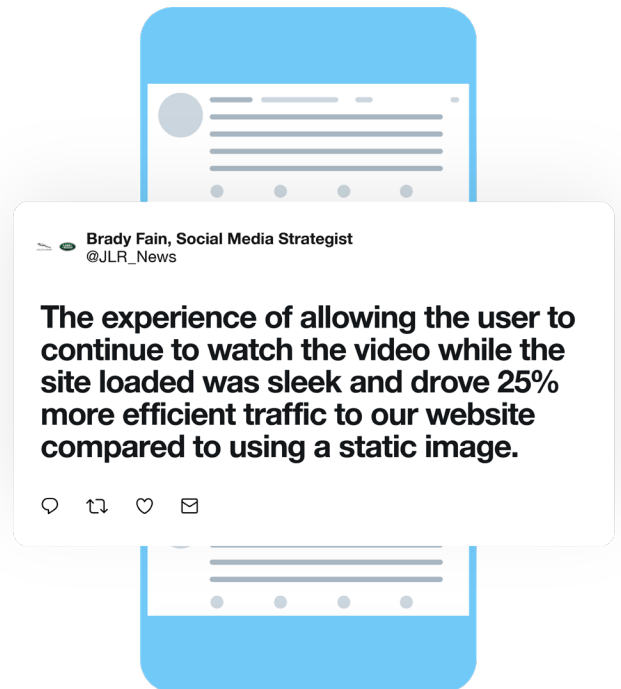 Brady Fain, Social Media Strategist
@JLR_News
The experience of allowing the user to
continue to watch the video while the
site loaded was sleek and drove 25%
more efficient traffic to our website
compared to using a static image.